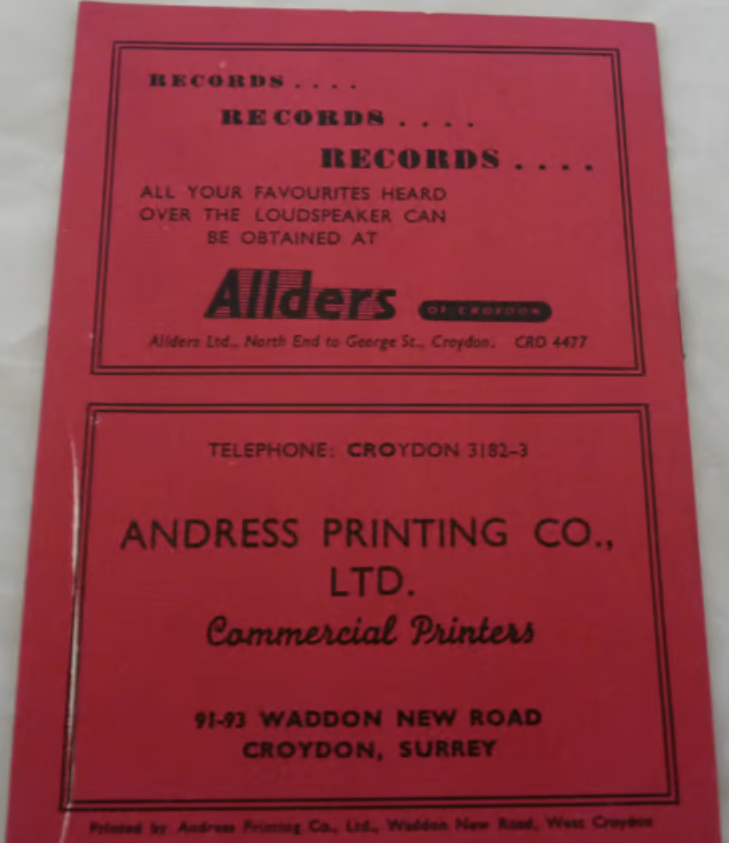 RECORDS . . . .
RECORDS . . . .
RECORDS . . . .
ALL YOUR FAVOURITES HEARD
OVER THE LOUDSPEAKER CAN
BE OBTAINED AT
Allders OF CROYDON
Allders Ltd., North End to George St., Croydon. CRO 4477
TELEPHONE: CROYDON 3182-3
ANDRESS PRINTING CO.,
LTD.
Commercial Printers
91-93 WADDON NEW ROAD
CROYDON, SURREY
Printed by Andress Printing Co., Ltd., Waddon New Road, West Croydon